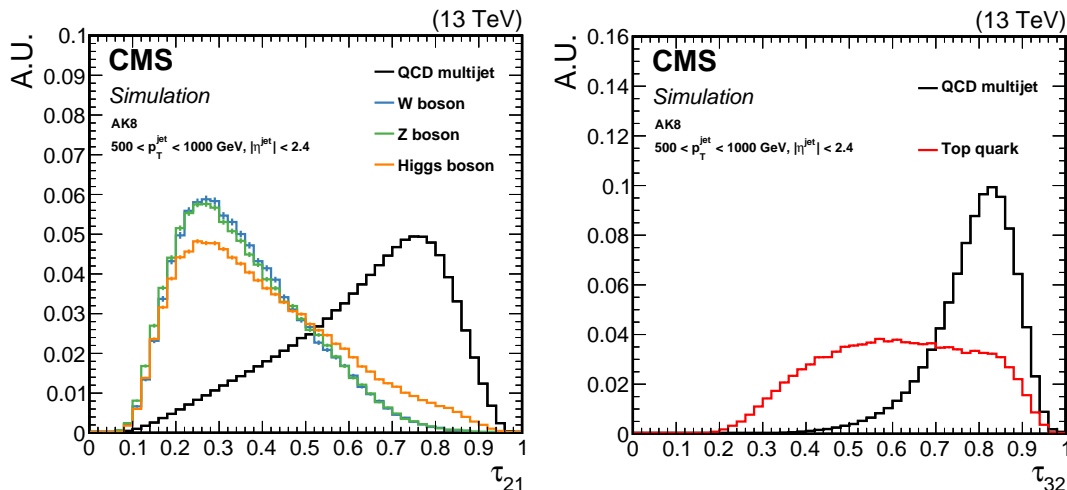 (13 TeV)
A.U.
0.1
0.09
0.08
0.07
0.06
0.05
0.04
0.03
0.02
0.01
0
CMS
Simulation
AK8
500 < p_T^jet < 1000 GeV, |η^jet| < 2.4
QCD multijet
W boson
Z boson
Higgs boson
0 0.1 0.2 0.3 0.4 0.5 0.6 0.7 0.8 0.9 1
τ_21
(13 TeV)
A.U.
0.16
0.14
0.12
0.1
0.08
0.06
0.04
0.02
0
CMS
Simulation
AK8
500 < p_T^jet < 1000 GeV, |η^jet| < 2.4
QCD multijet
Top quark
0 0.1 0.2 0.3 0.4 0.5 0.6 0.7 0.8 0.9 1
τ_32